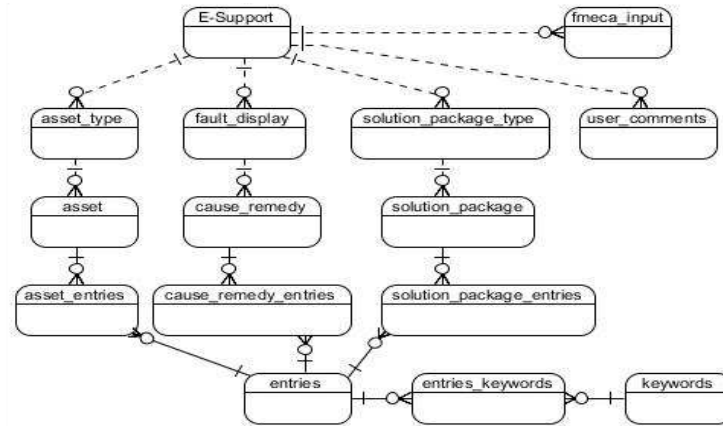 E-Support
fmeca_input
asset_type
fault_display
solution_package_type
user_comments
asset
cause_remedy
solution_package
asset_entries
cause_remedy_entries
solution_package_entries
entries
entries_keywords
keywords